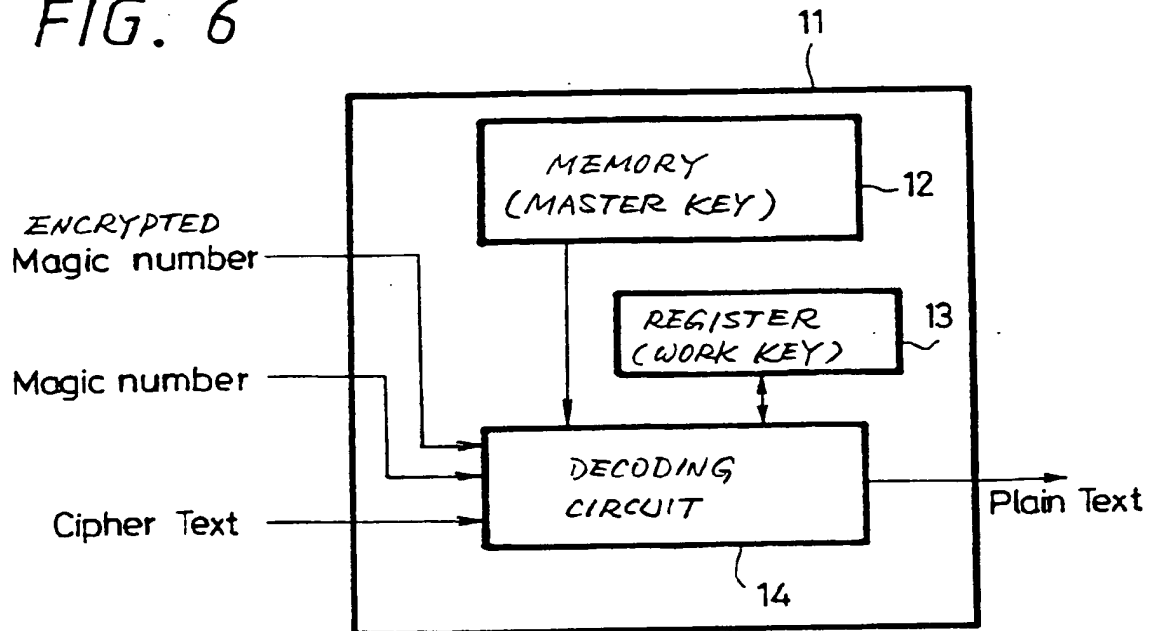 FIG. 6
11
MEMORY
(MASTER KEY)
12
ENCRYPTED
Magic number
REGISTER
(WORK KEY)
13
Magic number
DECODING
CIRCUIT
Cipher Text
Plain Text
14